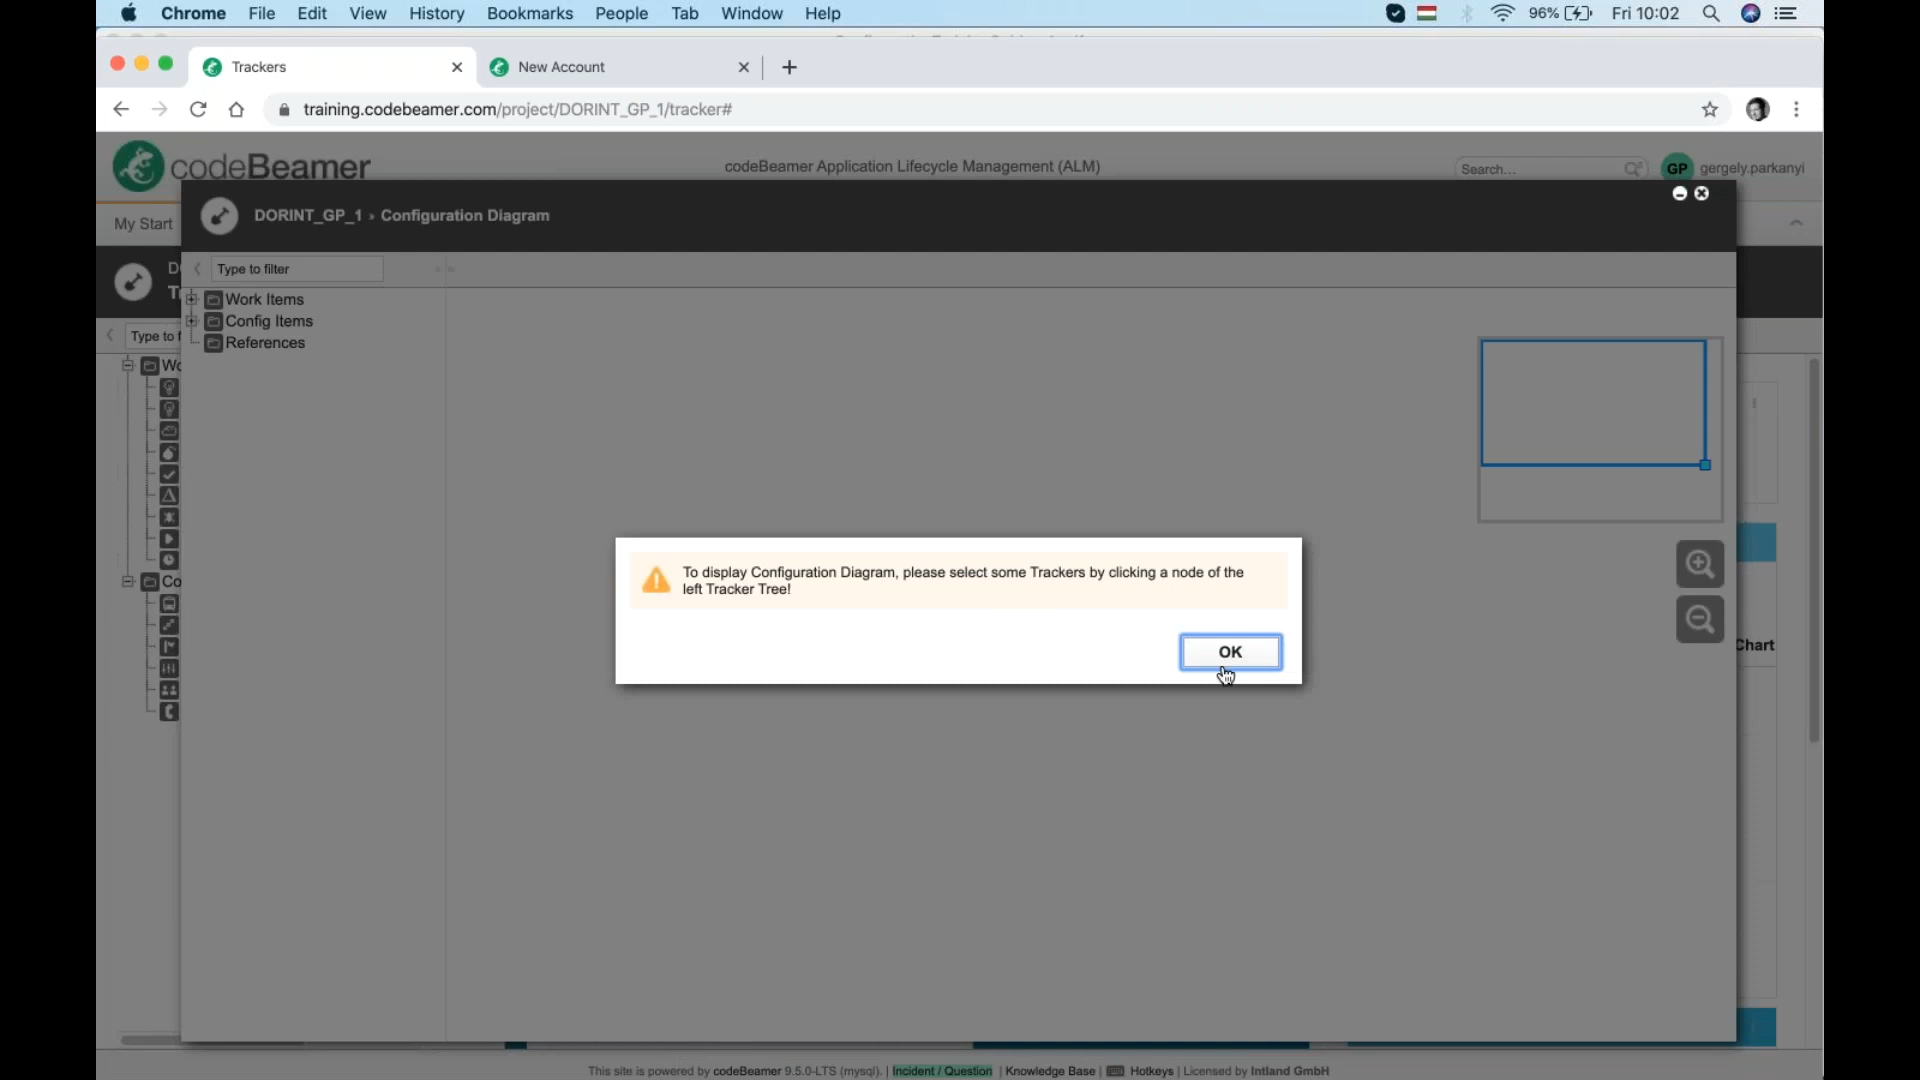 Chrome File Edit View History Bookmarks People Tab Window Help 96% Fri 10:02
Trackers New Account
training.codebeamer.com/project/DORINT_GP_1/tracker#
codeBeamer codeBeamer Application Lifecycle Management (ALM) Search... GP gergely.parkanyi
My Start
DORINT_GP_1 » Configuration Diagram
Type to filter
Work Items
Config Items
References
Type to f
Wo
Co
To display Configuration Diagram, please select some Trackers by clicking a node of the
left Tracker Tree!
OK
Chart
This site is powered by codeBeamer 9.5.0-LTS (mysql). | Incident / Question | Knowledge Base | Hotkeys | Licensed by Intland GmbH